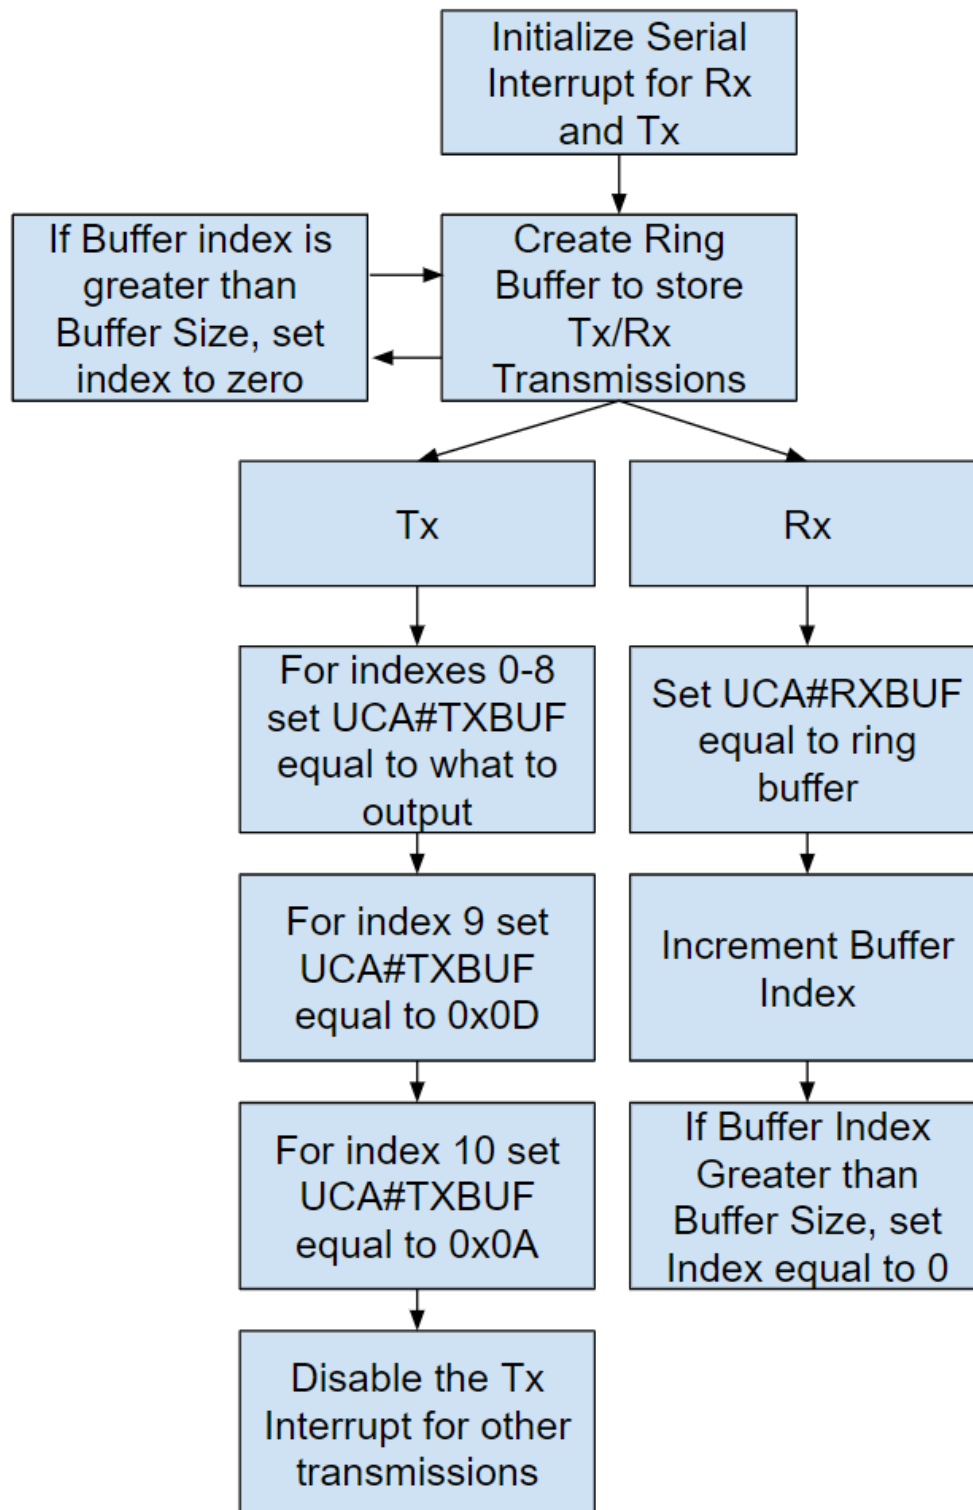 Initialize Serial
Interrupt for Rx
and Tx
If Buffer index is
greater than
Buffer Size, set
index to zero
Create Ring
Buffer to store
Tx/Rx
Transmissions
Tx
Rx
For indexes 0-8
set UCA#TXBUF
equal to what to
output
Set UCA#RXBUF
equal to ring
buffer
For index 9 set
UCA#TXBUF
equal to 0x0D
Increment Buffer
Index
For index 10 set
UCA#TXBUF
equal to 0x0A
If Buffer Index
Greater than
Buffer Size, set
Index equal to 0
Disable the Tx
Interrupt for other
transmissions